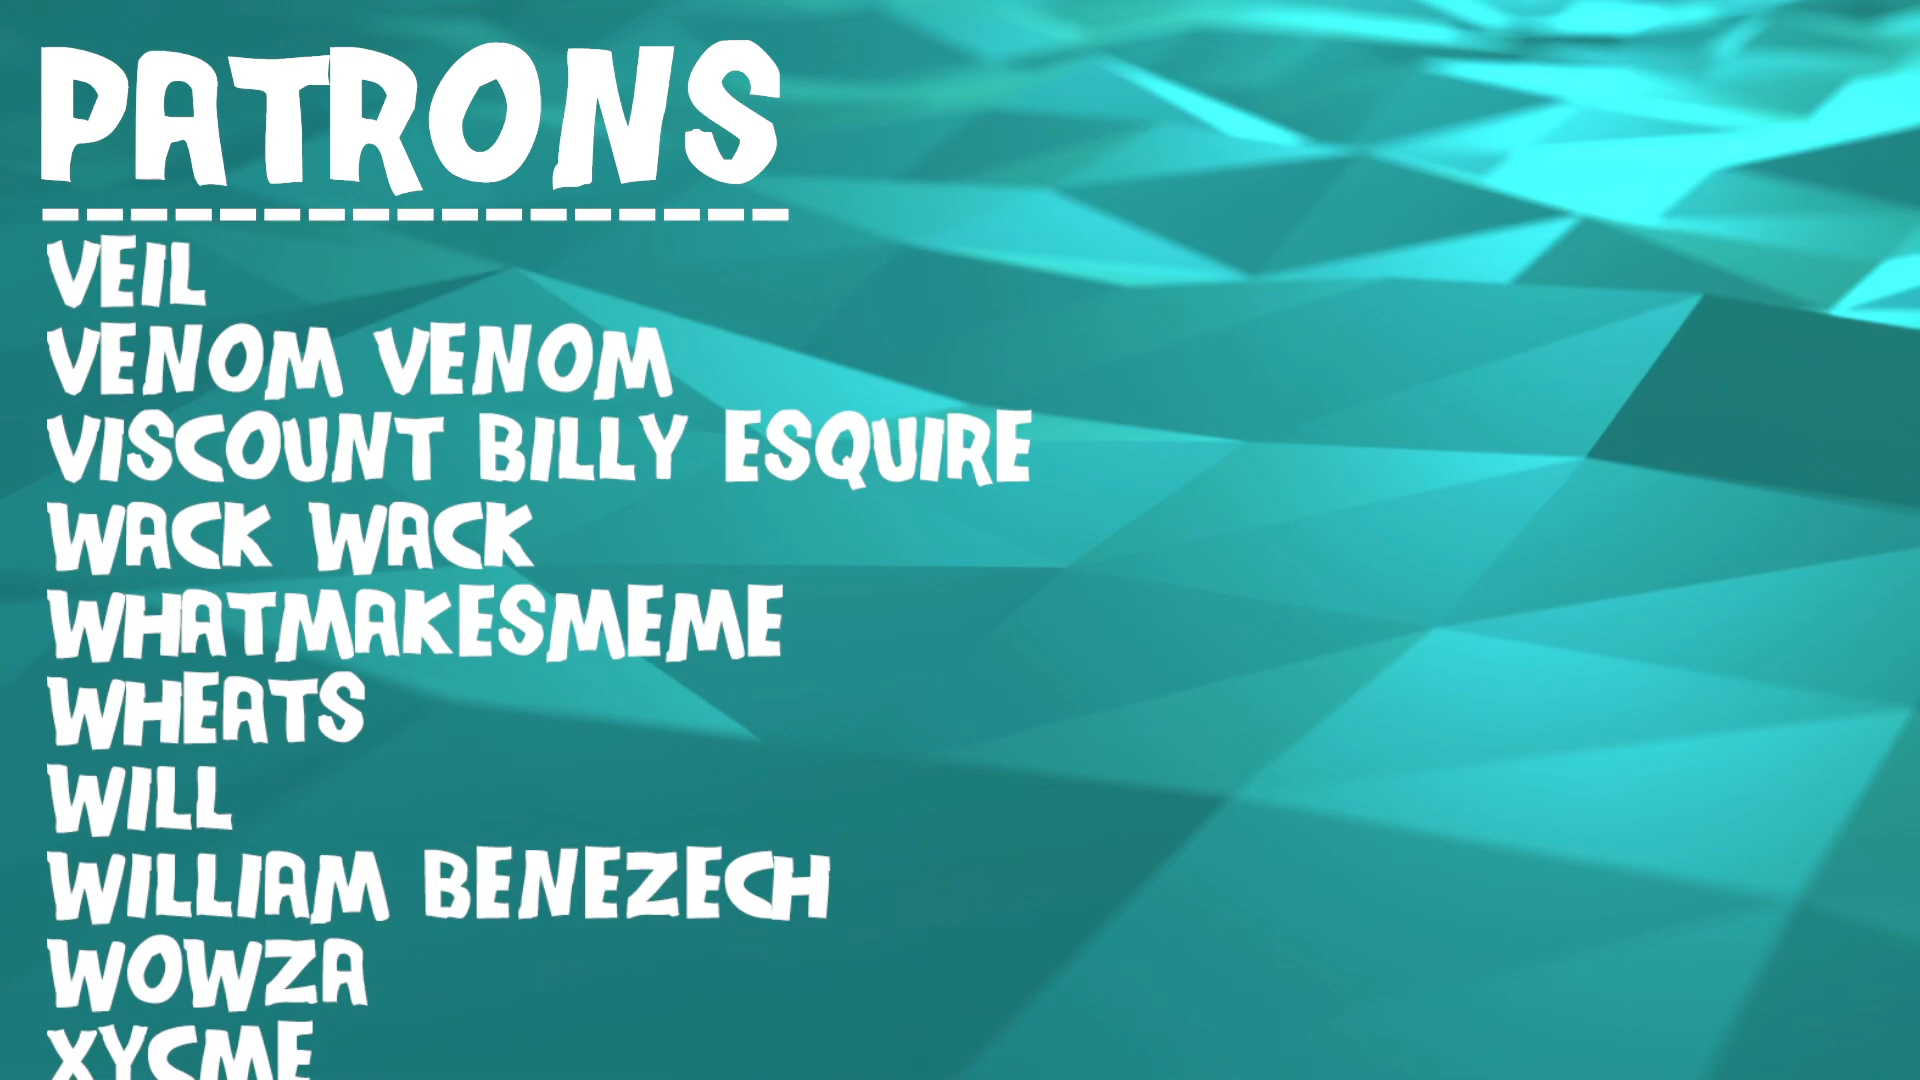 PATRONS
-----------------
VEIL
VENOM VENOM
VISCOUNT BILLY ESQUIRE
WACK WACK
WHATMAKESMEME
WHEATS
WILL
WILLIAM BENEZECH
WOWZA
XYCME